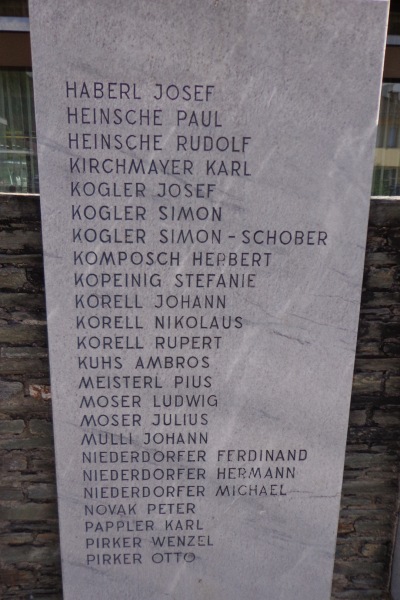 HABERL JOSEF
HEINSCHE PAUL
HEINSCHE RUDOLF
KIRCHMAYER KARL
KOGLER JOSEF
KOGLER SIMON
KOGLER SIMON-SCHOBER
KOMPOSCH HERBERT
KOPEINIG STEFANIE
KORELL JOHANN
KORELL NIKOLAUS
KORELL RUPERT
KUHS AMBROS
MEISTERL PIUS
MOSER LUDWIG
MOSER JULIUS
MULLI JOHANN
NIEDERDORFER FERDINAND
NIEDERDORFER HERMANN
NIEDERDORFER MICHAEL
NOVAK PETER
PAPPLER KARL
PIRKER WENZEL
PIRKER OTTO